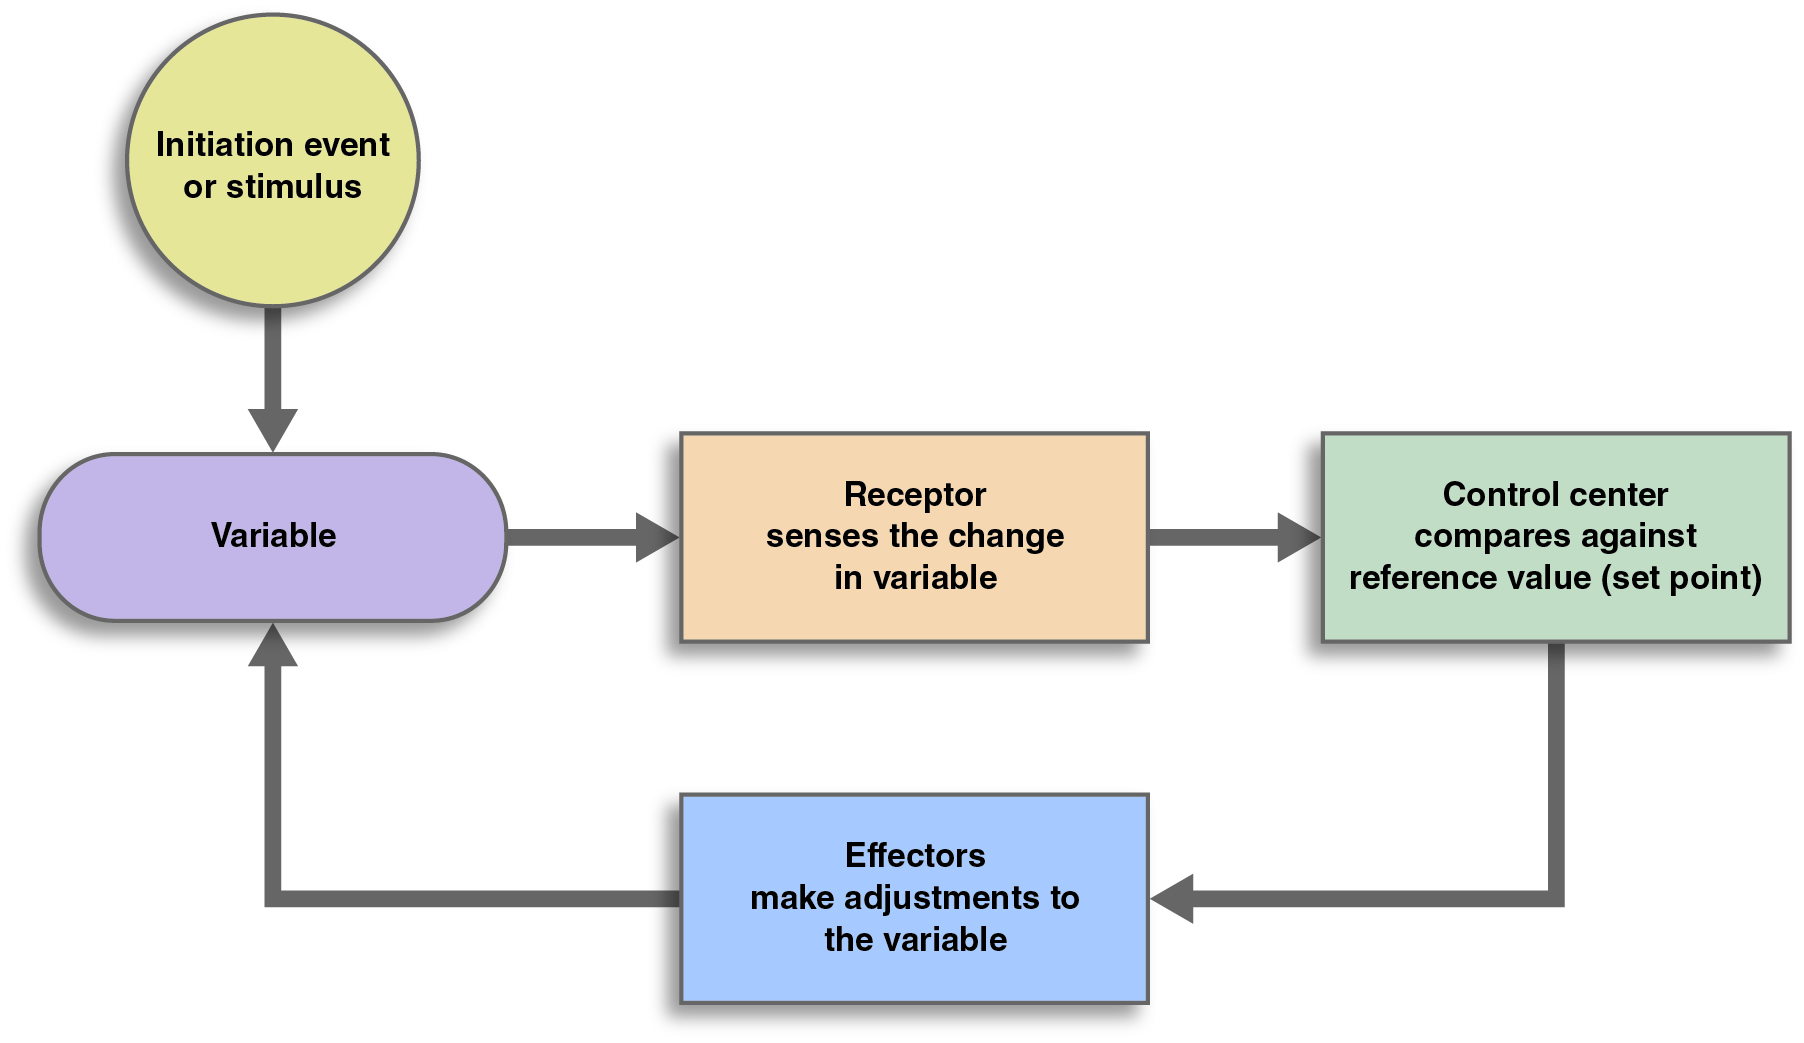 Initiation event
or stimulus
Variable
Receptor
senses the change
in variable
Control center
compares against
reference value (set point)
Effectors
make adjustments to
the variable